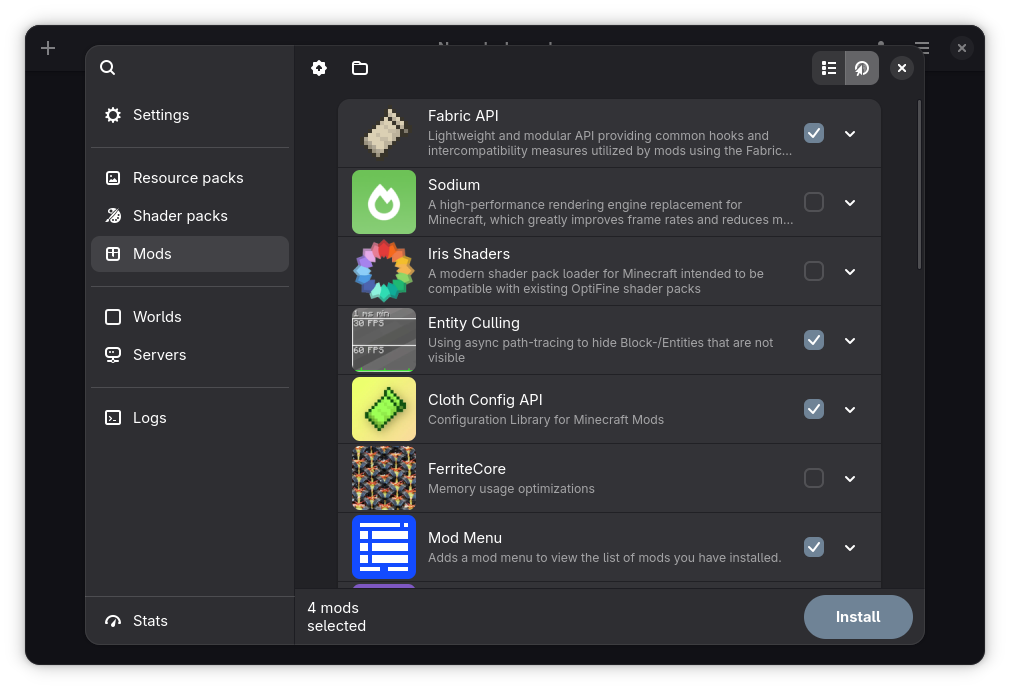 Settings
Resource packs
Shader packs
Mods
Worlds
Servers
Logs
Stats
Fabric API
Lightweight and modular API providing common hooks and
intercompatibility measures utilized by mods using the Fabric...
Sodium
A high-performance rendering engine replacement for
Minecraft, which greatly improves frame rates and reduces m...
Iris Shaders
A modern shader pack loader for Minecraft intended to be
compatible with existing OptiFine shader packs
1 ms min
30 FPS
60 FPS
Entity Culling
Using async path-tracing to hide Block-/Entities that are not
visible
Cloth Config API
Configuration Library for Minecraft Mods
FerriteCore
Memory usage optimizations
Mod Menu
Adds a mod menu to view the list of mods you have installed.
4 mods
selected
Install